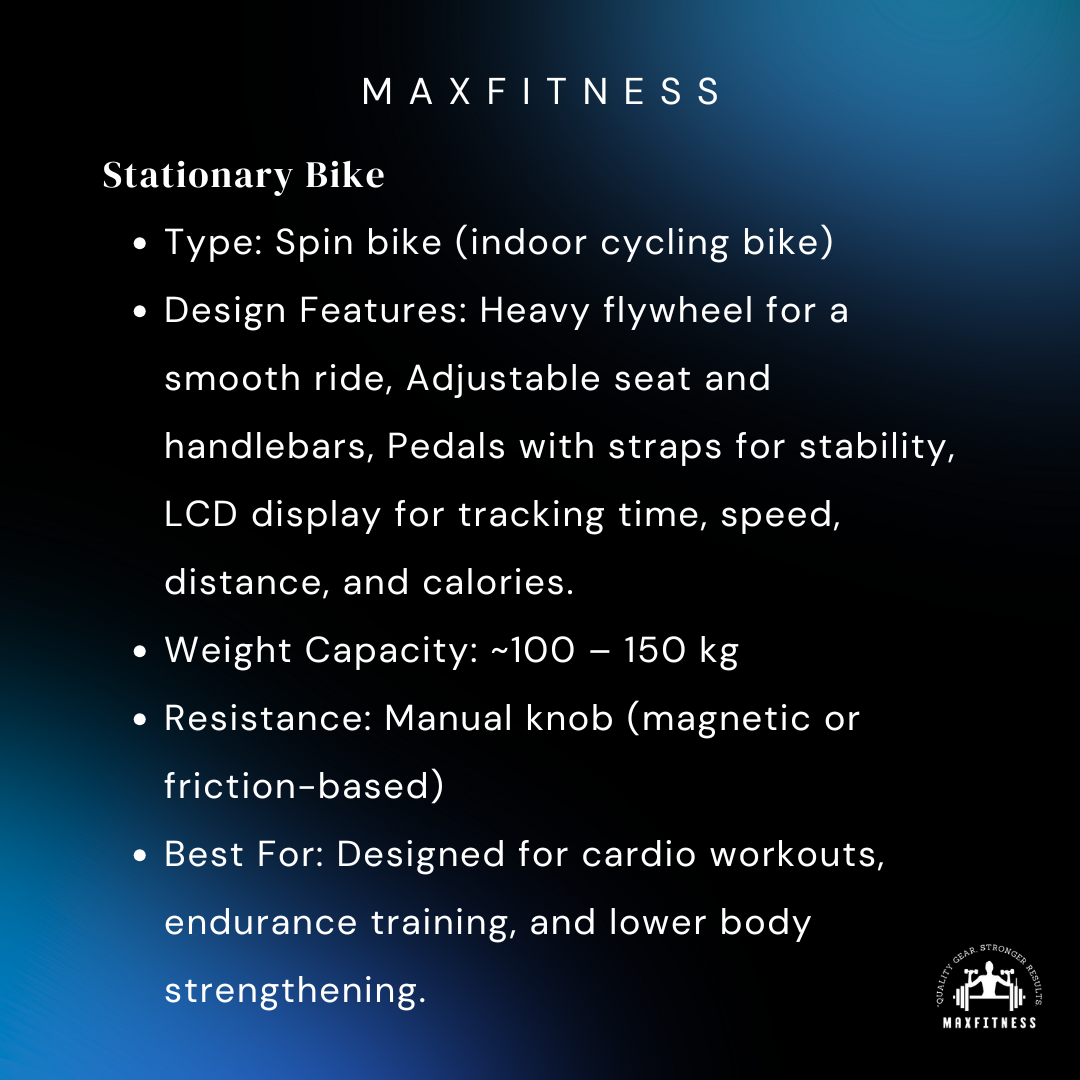 MAXFITNESS
Stationary Bike
• Type: Spin bike (indoor cycling bike)
• Design Features: Heavy flywheel for a
smooth ride, Adjustable seat and
handlebars, Pedals with straps for stability,
LCD display for tracking time, speed,
distance, and calories.
• Weight Capacity: ~100 – 150 kg
• Resistance: Manual knob (magnetic or
friction-based)
• Best For: Designed for cardio workouts,
endurance training, and lower body
strengthening.
"QUALITY GEAR. STRONGER RESULTS
MAXFITNESS